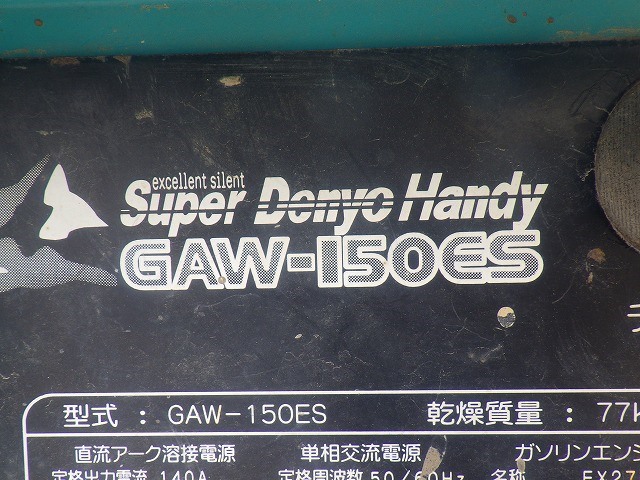 excellent silent
Super Denyo Handy
GAW-150ES
型式 : GAW-150ES 乾燥質量 : 77
直流アーク溶接電源 単相交流電源 ガソリンエンジ
定格出力電流 140A 定格周波数 50/60Hz 名称 EX27